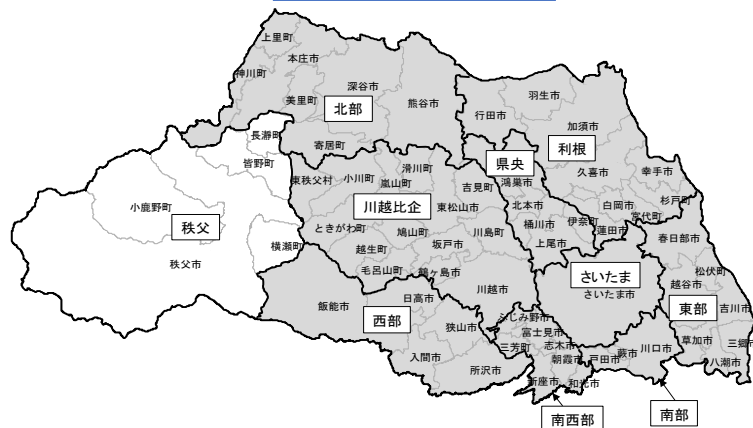 上里町
本庄市
神川町
深谷市
美里町
北部
熊谷市
寄居町
長瀞町
皆野町
小鹿野町
秩父
秩父市
横瀬町
羽生市
行田市
加須市
利根
県央
鴻巣市
久喜市
幸手市
杉戸町
白岡市
宮代町
蓮田市
伊奈町
北本市
桶川市
上尾市
滑川町
小川町
嵐山町
東秩父村
吉見町
川越比企
東松山市
ときがわ町
鳩山町
川島町
越生町
坂戸市
毛呂山町
鶴ヶ島市
川越市
さいたま
さいたま市
春日部市
松伏町
越谷市
吉川市
東部
草加市
三郷市
八潮市
飯能市
日高市
西部
狭山市
入間市
所沢市
ふじみ野市
富士見市
三芳町
志木市
朝霞市
新座市
和光市
南西部
戸田市
蕨市
川口市
南部